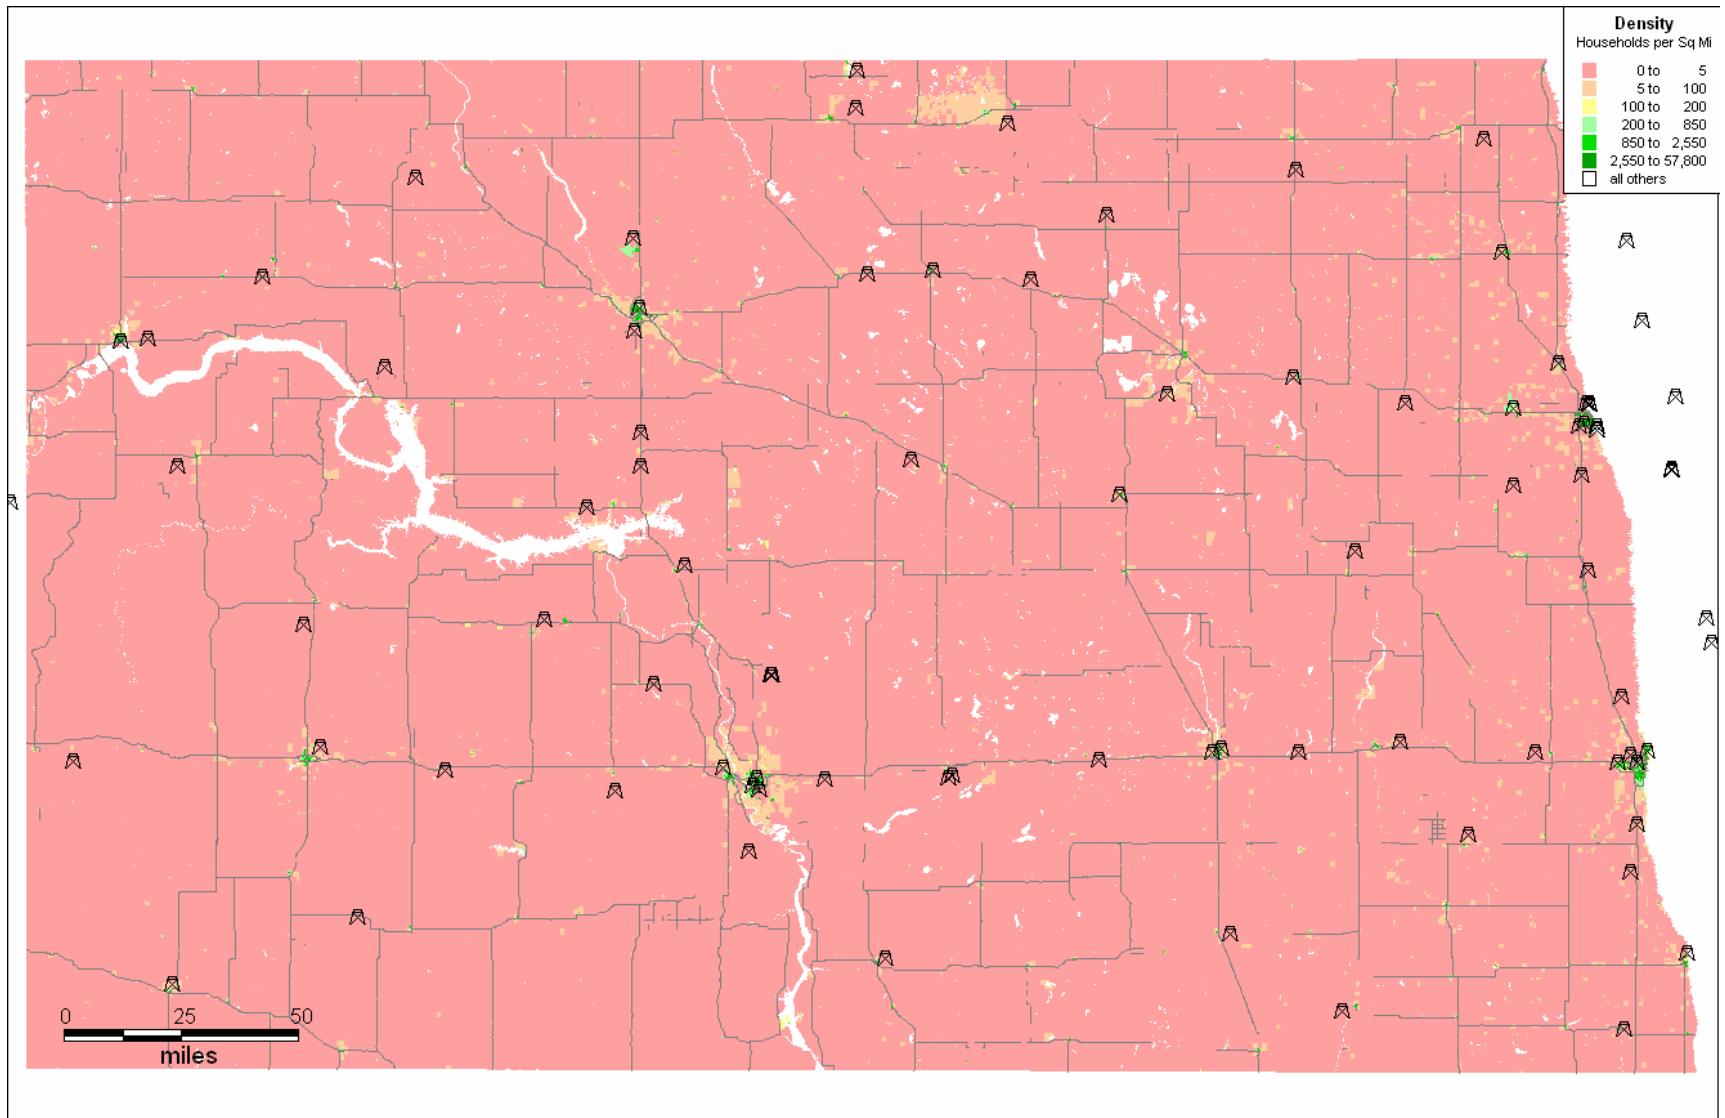 Density
Households per Sq Mi
0 to 5
5 to 100
100 to 200
200 to 850
850 to 2,550
2,550 to 57,800
all others
0 25 50
miles